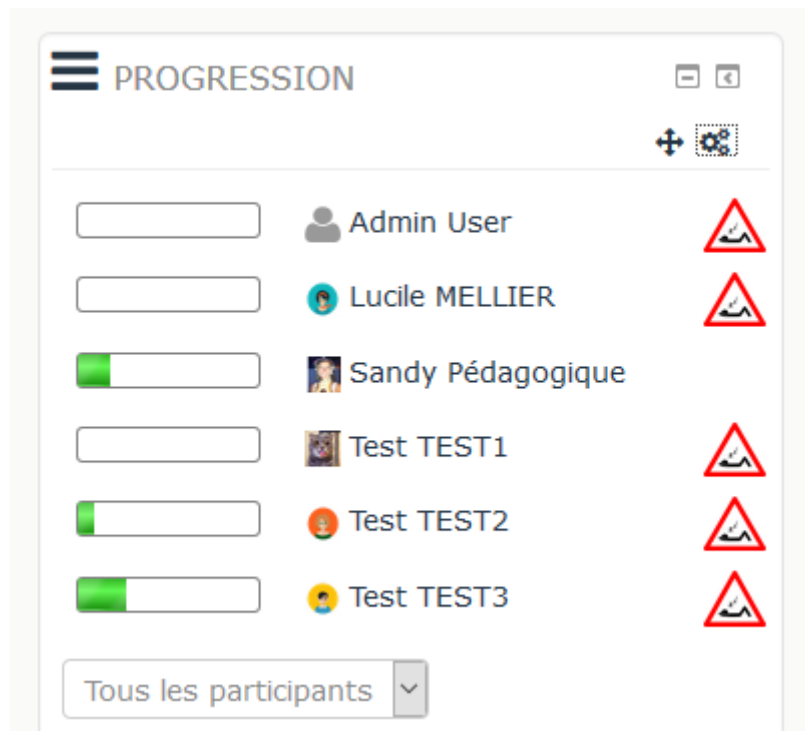 PROGRESSION
Admin User
Lucile MELLIER
Sandy Pédagogique
Test TEST1
Test TEST2
Test TEST3
Tous les participants